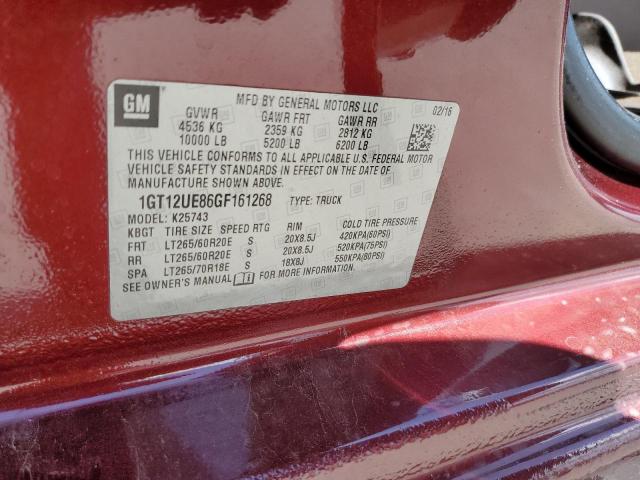 GM
MFD BY GENERAL MOTORS LLC 02/16
GVWR GAWR FRT GAWR RR
4536 KG 2359 KG 2812 KG
10000 LB 5200 LB 6200 LB
THIS VEHICLE CONFORMS TO ALL APPLICABLE U.S. FEDERAL MOTOR
VEHICLE SAFETY STANDARDS IN EFFECT ON THE DATE OF
MANUFACTURE SHOWN ABOVE.
1GT12UE86GF161268 TYPE: TRUCK
MODEL: K25743
KBGT TIRE SIZE SPEED RTG RIM COLD TIRE PRESSURE
FRT LT265/60R20E S 20X8.5J 420KPA(60PSI)
RR LT265/60R20E S 20X8.5J 520KPA(75PSI)
SPA LT265/70R18E S 18X8J 550KPA(80PSI)
SEE OWNER'S MANUAL FOR MORE INFORMATION